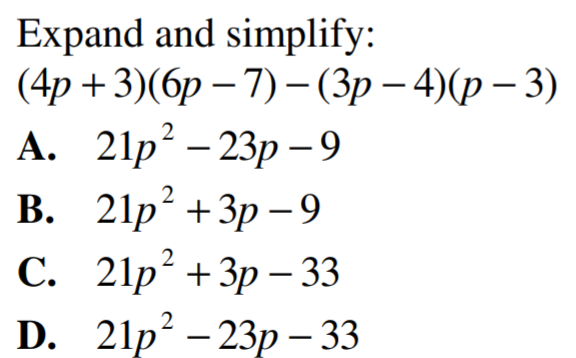 Expand and simplify:
(4p + 3)(6p – 7) – (3p – 4)(p – 3)
A. 21p² – 23p – 9
B. 21p² + 3p – 9
C. 21p² + 3p – 33
D. 21p² – 23p – 33